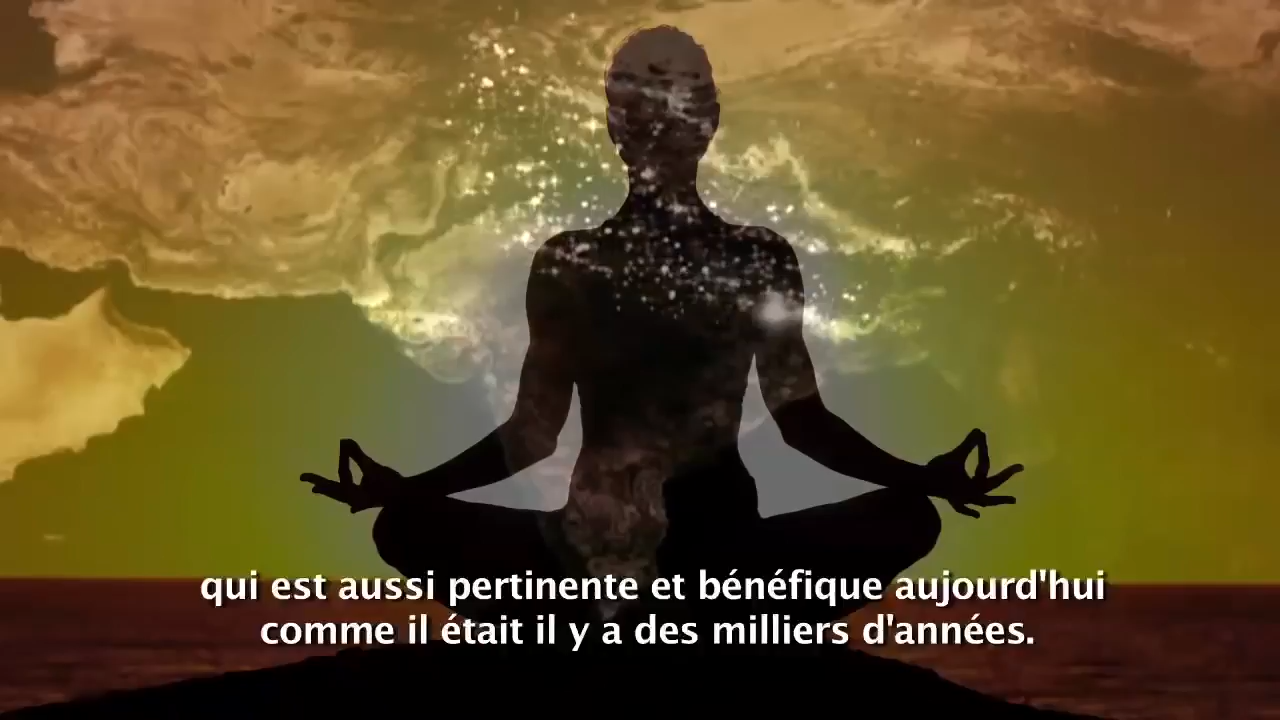 qui est aussi pertinente et bénéfique aujourd'hui
comme il était il y a des milliers d'années.